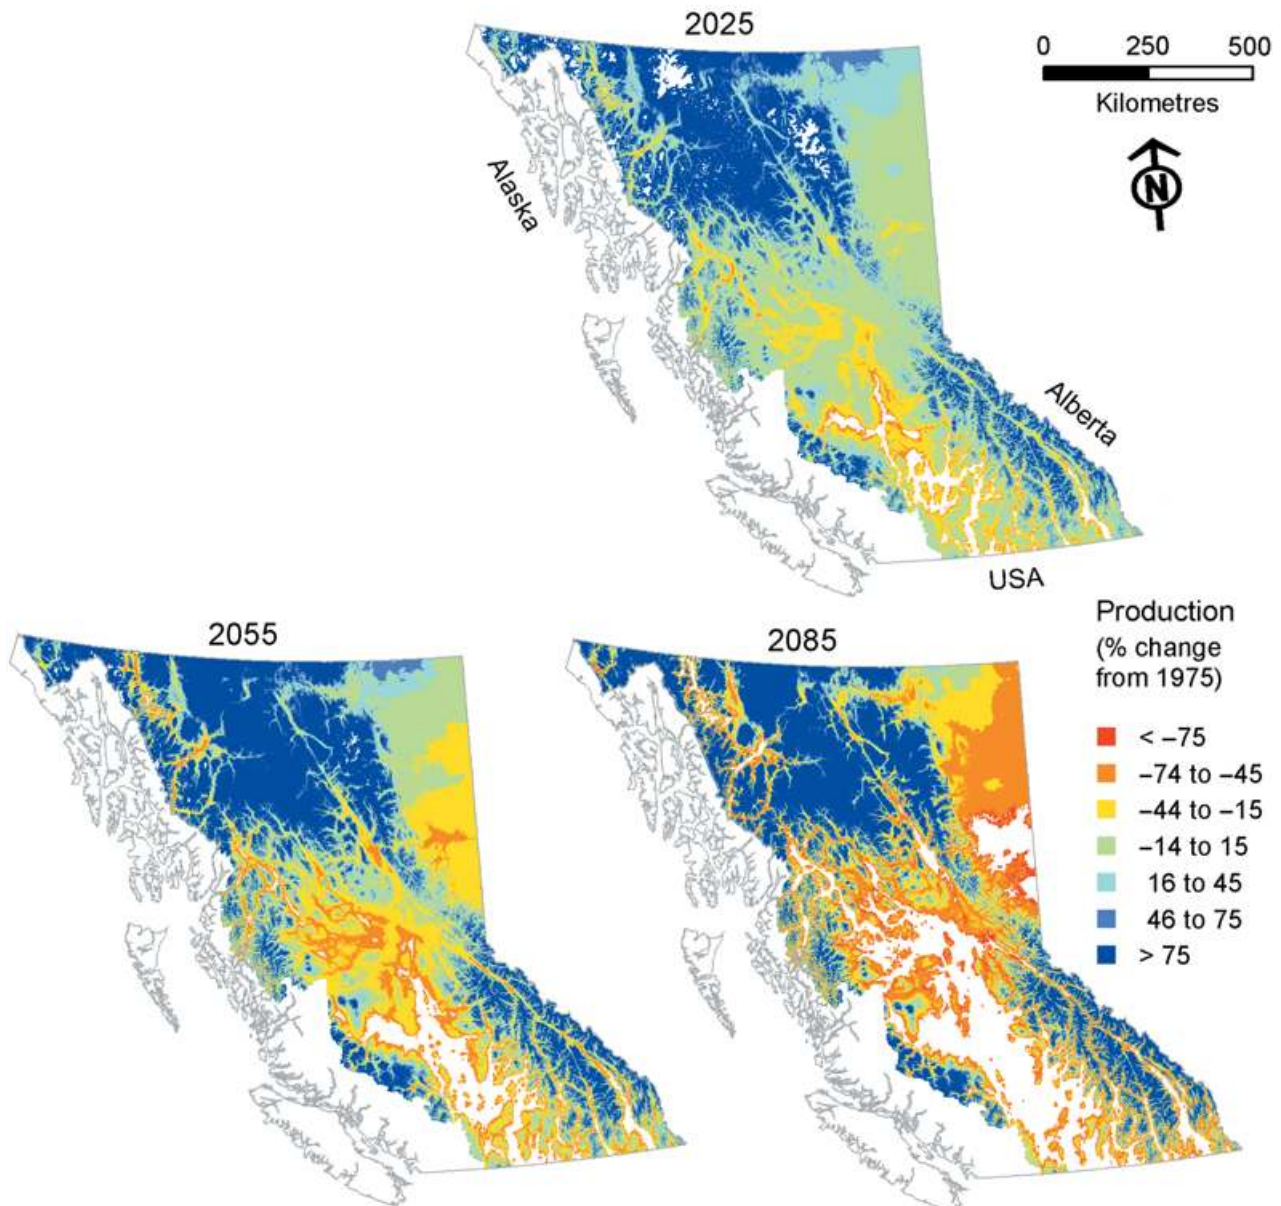 2025
0 250 500
Kilometres
N
Alaska
Alberta
USA
2055
2085
Production
(% change
from 1975)
< –75
–74 to –45
–44 to –15
–14 to 15
16 to 45
46 to 75
> 75